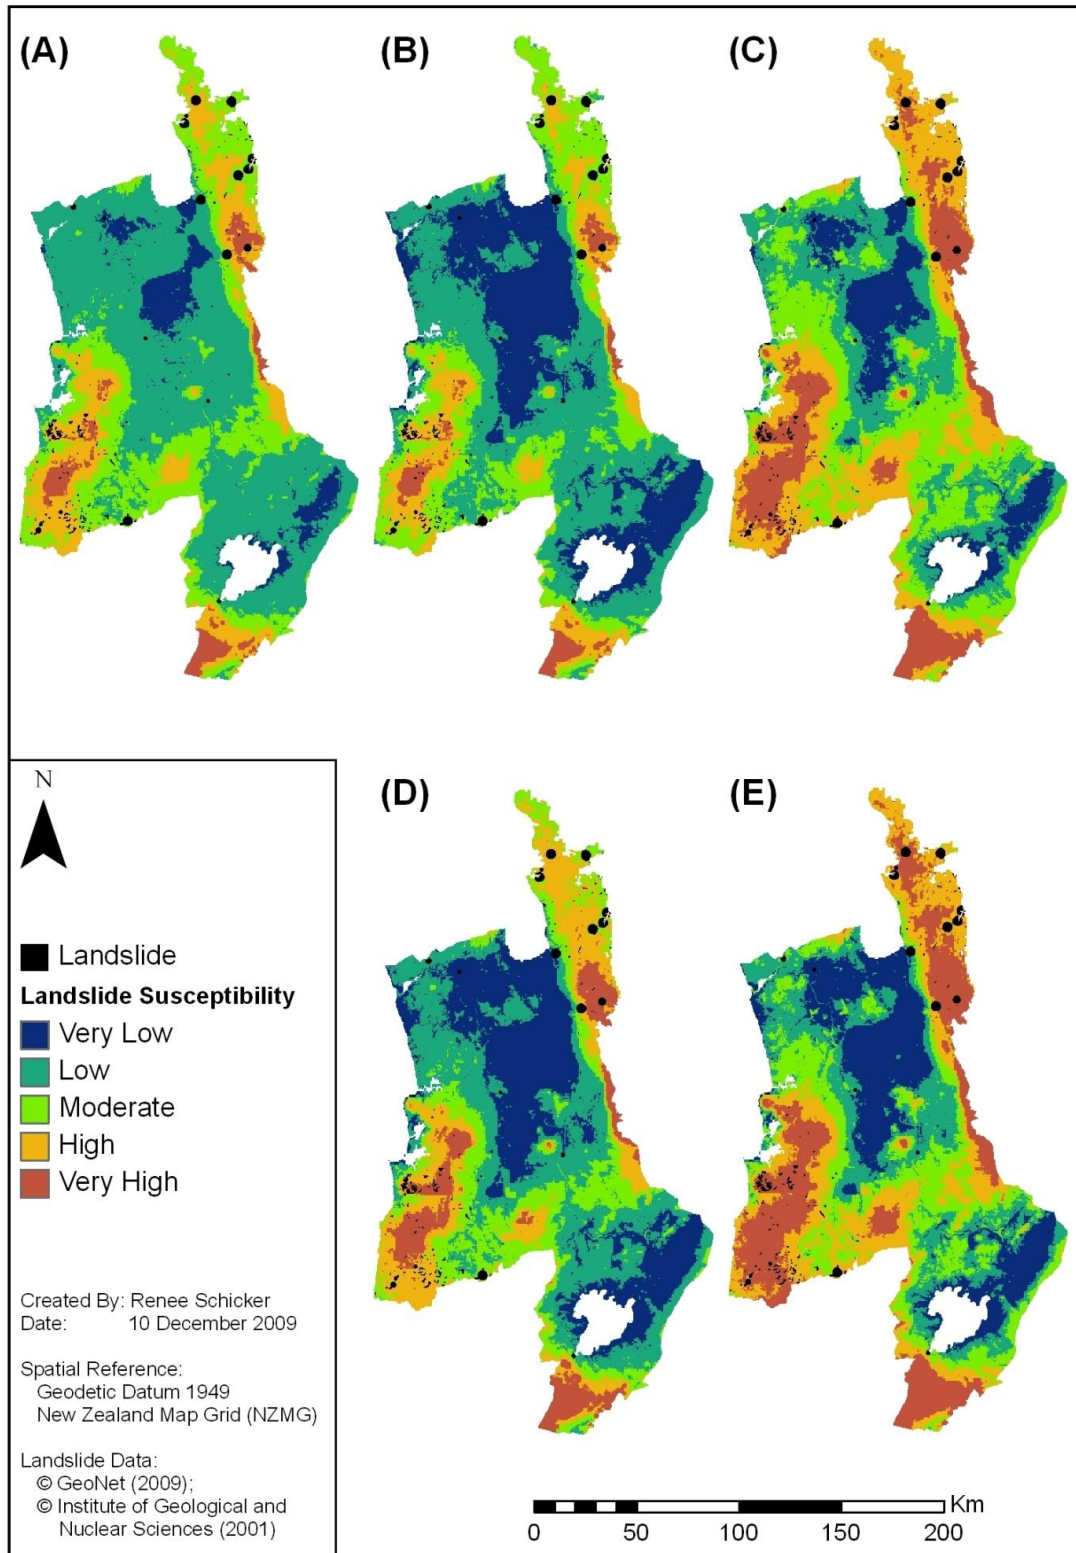 (A)
(B)
(C)
(D)
(E)
N
Landslide
Landslide Susceptibility
Very Low
Low
Moderate
High
Very High
Created By: Renee Schicker
Date: 10 December 2009
Spatial Reference:
Geodetic Datum 1949
New Zealand Map Grid (NZMG)
Landslide Data:
© GeoNet (2009);
© Institute of Geological and
Nuclear Sciences (2001)
Km
0 50 100 150 200